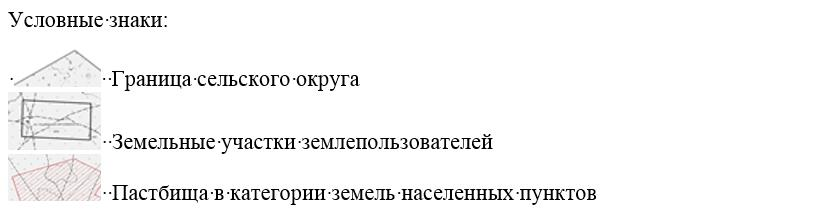 Условные знаки:
Граница сельского округа
Земельные участки землепользователей
Пастбища в категории земель населенных пунктов